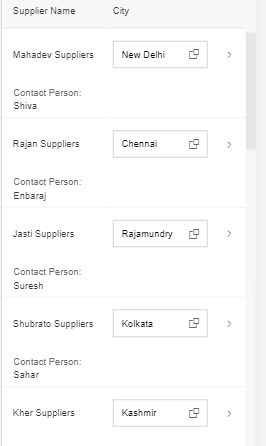 Supplier Name City
Mahadev Suppliers New Delhi
Contact Person:
Shiva
Rajan Suppliers Chennai
Contact Person:
Enbaraj
Jasti Suppliers Rajamundry
Contact Person:
Suresh
Shubrato Suppliers Kolkata
Contact Person:
Sahar
Kher Suppliers Kashmir